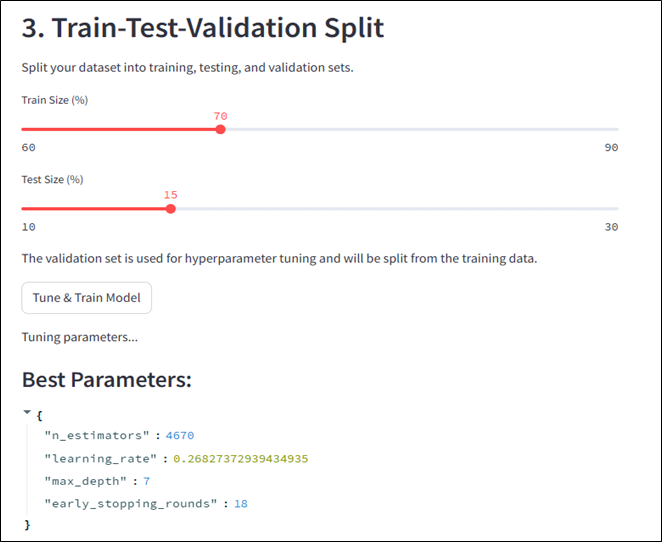 3. Train-Test-Validation Split
Split your dataset into training, testing, and validation sets.
Train Size (%)
70
60 90
Test Size (%)
15
10 30
The validation set is used for hyperparameter tuning and will be split from the training data.
Tune & Train Model
Tuning parameters...
Best Parameters:
{
"n_estimators" : 4670
"learning_rate" : 0.26827372939434935
"max_depth" : 7
"early_stopping_rounds" : 18
}